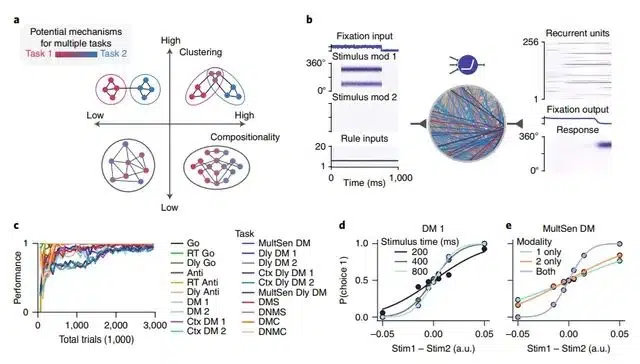 a
Potential mechanisms
for multiple tasks
Task 1
Task 2
High
Clustering
Low
High
Compositionality
Low
b
Fixation input
Stimulus mod 1
360°
0°
Stimulus mod 2
Rule inputs
20
1
0
1,000
Time (ms)
Recurrent units
256
1
Fixation output
Response
360°
0°
c
Performance
1
0
0
1,000
2,000
3,000
Total trials (1,000)
Task
Go
RT Go
Dly Go
Anti
RT Anti
Dly Anti
DM 1
DM 2
Ctx DM 1
Ctx DM 2
MultSen DM
Dly DM 1
Dly DM 2
Ctx Dly DM 1
Ctx Dly DM 2
MultSen Dly DM
DMS
DNMS
DMC
DNMC
d
DM 1
Stimulus time (ms)
200
400
800
P(choice 1)
1.0
0.5
0.0
−0.05
0.00
0.05
Stim1 − Stim2 (a.u.)
e
MultSen DM
Modality
1 only
2 only
Both
1.0
0.5
0.0
−0.05
0.00
0.05
Stim1 − Stim2 (a.u.)